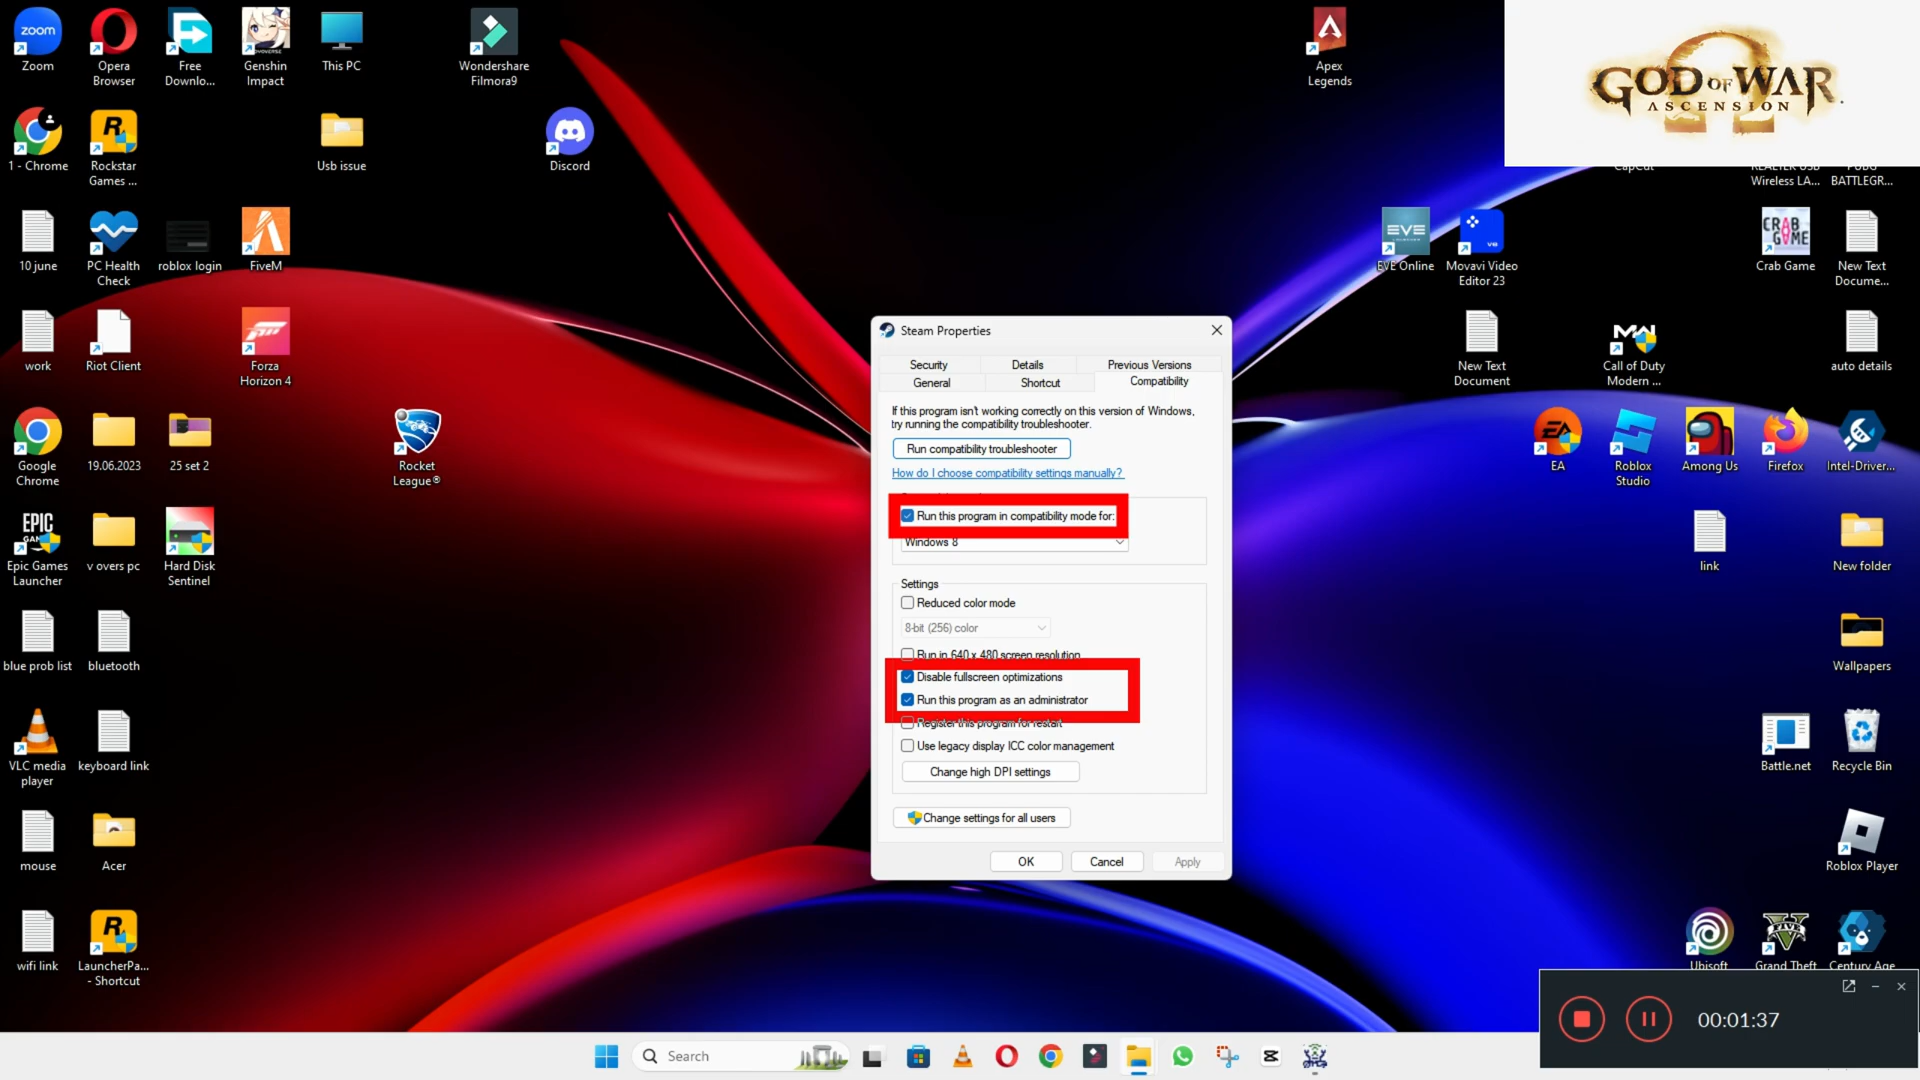 Zoom
Opera
Browser
Free
Downlo...
Genshin
Impact
This PC
Wondershare
Filmora9
Apex
Legends
GOD OF WAR
ASCENSION
1 - Chrome
Rockstar
Games ...
Usb issue
Discord
CapCut
REALTEK USB
Wireless LA...
PUBG
BATTLEGR...
10 june
PC Health
Check
roblox login
FiveM
EVE Online
Movavi Video
Editor 23
Crab Game
New Text
Docume...
work
Riot Client
Forza
Horizon 4
New Text
Document
Call of Duty
Modern ...
auto details
Google
Chrome
19.06.2023
25 set 2
Rocket
League®
EA
Roblox
Studio
Among Us
Firefox
Intel-Driver...
Epic Games
Launcher
v overs pc
Hard Disk
Sentinel
link
New folder
blue prob list
bluetooth
Wallpapers
VLC media
player
keyboard link
Battle.net
Recycle Bin
mouse
Acer
Roblox Player
wifi link
LauncherPa...
- Shortcut
Ubisoft
Grand Theft
Century Age
Steam Properties
Security
Details
Previous Versions
General
Shortcut
Compatibility
If this program isn't working correctly on this version of Windows,
try running the compatibility troubleshooter.
Run compatibility troubleshooter
How do I choose compatibility settings manually?
Run this program in compatibility mode for:
Windows 8
Settings
Reduced color mode
8-bit (256) color
Run in 640 x 480 screen resolution
Disable fullscreen optimizations
Run this program as an administrator
Register this program for restart
Use legacy display ICC color management
Change high DPI settings
Change settings for all users
OK
Cancel
Apply
00:01:37
Search